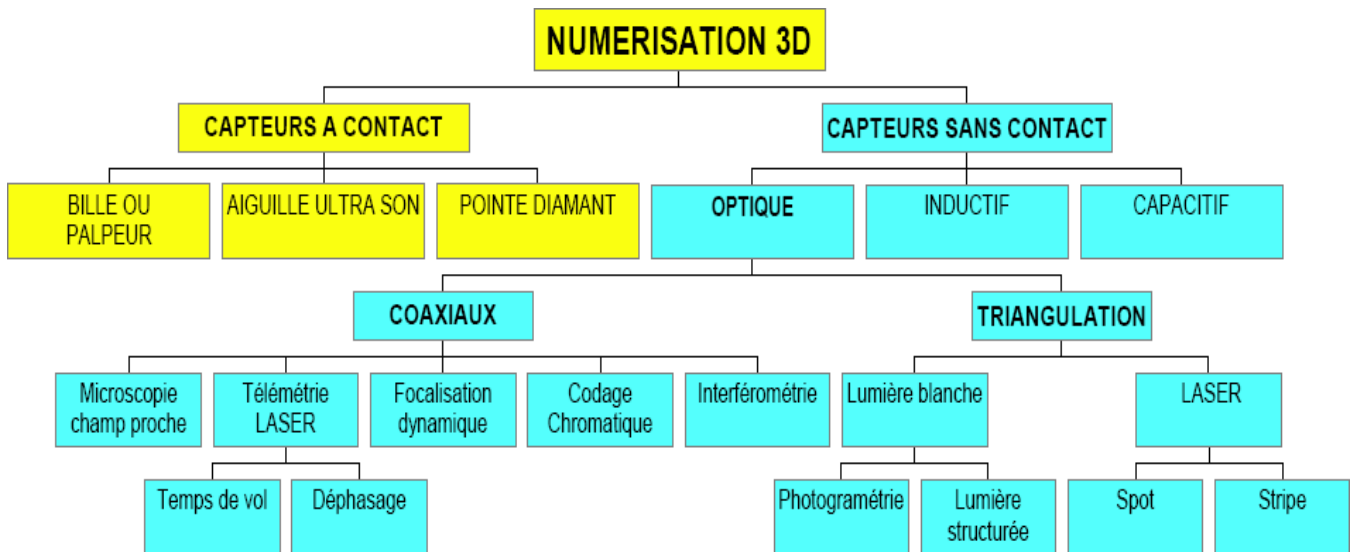 NUMERISATION 3D
CAPTEURS A CONTACT
CAPTEURS SANS CONTACT
BILLE OU
PALPEUR
AIGUILLE ULTRA SON
POINTE DIAMANT
OPTIQUE
INDUCTIF
CAPACITIF
COAXIAUX
TRIANGULATION
Microscopie
champ proche
Télémétrie
LASER
Focalisation
dynamique
Codage
Chromatique
Interférométrie
Lumière blanche
LASER
Temps de vol
Déphasage
Photogramétrie
Lumière
structurée
Spot
Stripe